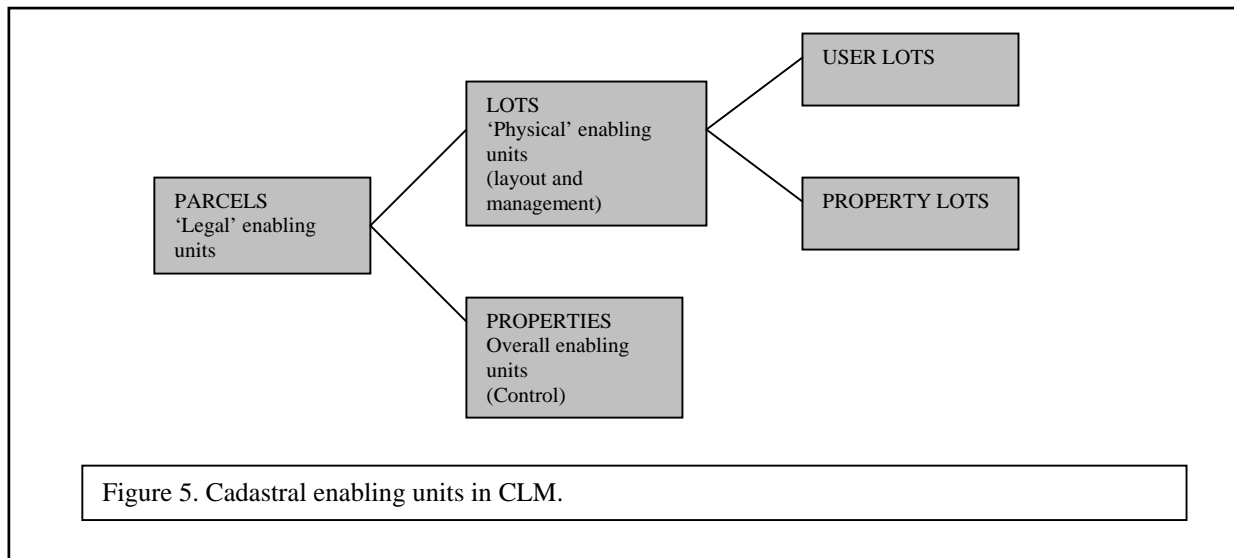 PARCELS
‘Legal’ enabling
units
LOTS
‘Physical’ enabling
units
(layout and
management)
PROPERTIES
Overall enabling
units
(Control)
USER LOTS
PROPERTY LOTS
Figure 5. Cadastral enabling units in CLM.